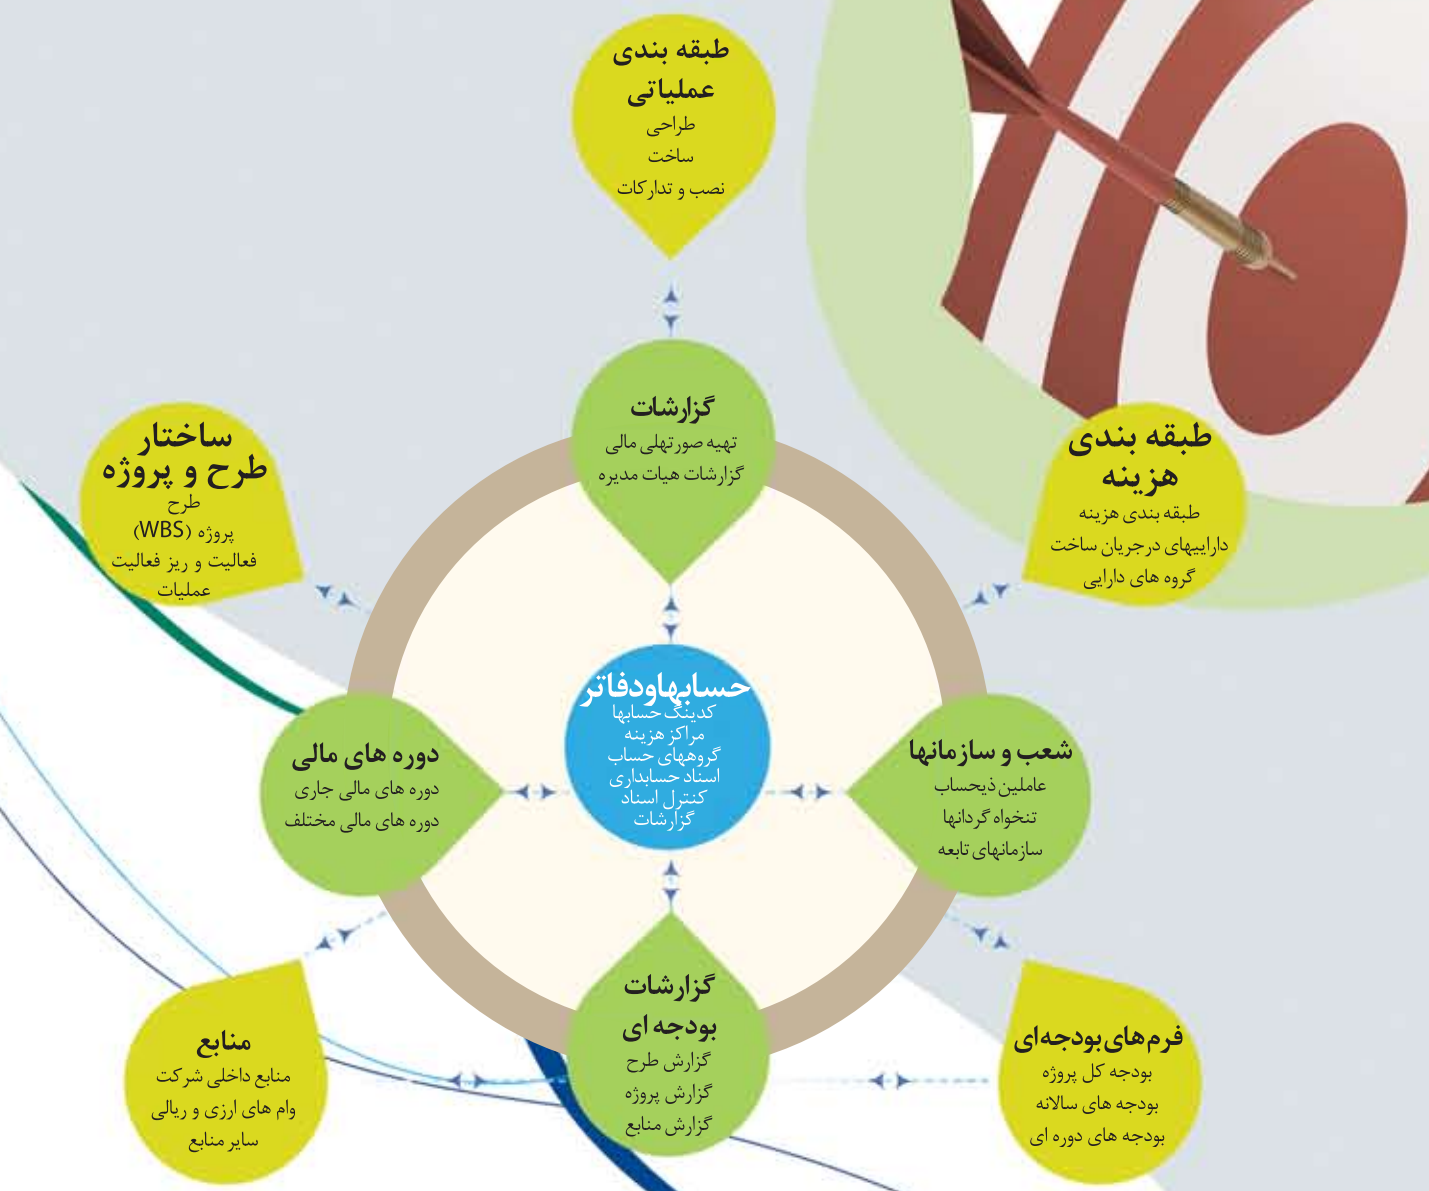 طبقه بندی
عملیاتی
طراحی
ساخت
نصب و تدارکات
گزارشات
تهیه صورتهلی مالی
گزارشات هیات مدیره
طبقه بندی
هزینه
طبقه بندی هزینه
داراییهای درجریان ساخت
گروه های دارایی
ساختار
طرح و پروژه
طرح
پروژه (WBS)
فعالیت و ریز فعالیت
عملیات
حسابهاودفاتر
کدینگ حسابها
مراکز هزینه
گروههای حساب
اسناد حسابداری
کنترل اسناد
گزارشات
شعب و سازمانها
عاملین ذیحساب
تنخواه گردانها
سازمانهای تابعه
دوره های مالی
دوره های مالی جاری
دوره های مالی مختلف
گزارشات
بودجه ای
گزارش طرح
گزارش پروژه
گزارش منابع
فرم‌های‌بودجه‌ای
بودجه کل پروژه
بودجه های سالانه
بودجه های دوره ای
منابع
منابع داخلی شرکت
وام های ارزی و ریالی
سایر منابع